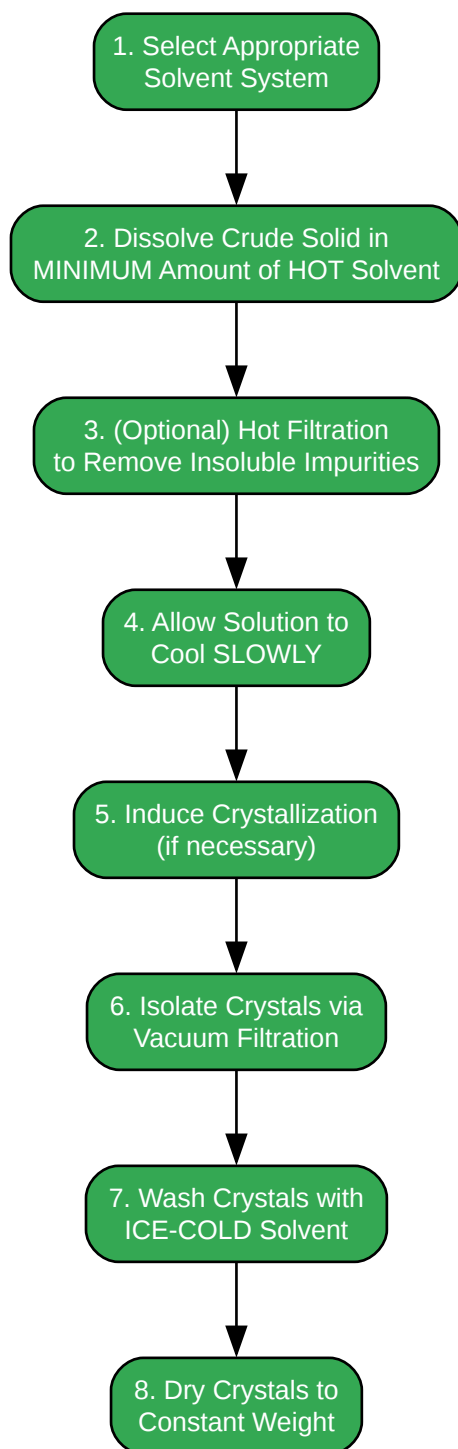 1. Select Appropriate
Solvent System
2. Dissolve Crude Solid in
MINIMUM Amount of HOT Solvent
3. (Optional) Hot Filtration
to Remove Insoluble Impurities
4. Allow Solution to
Cool SLOWLY
5. Induce Crystallization
(if necessary)
6. Isolate Crystals via
Vacuum Filtration
7. Wash Crystals with
ICE-COLD Solvent
8. Dry Crystals to
Constant Weight